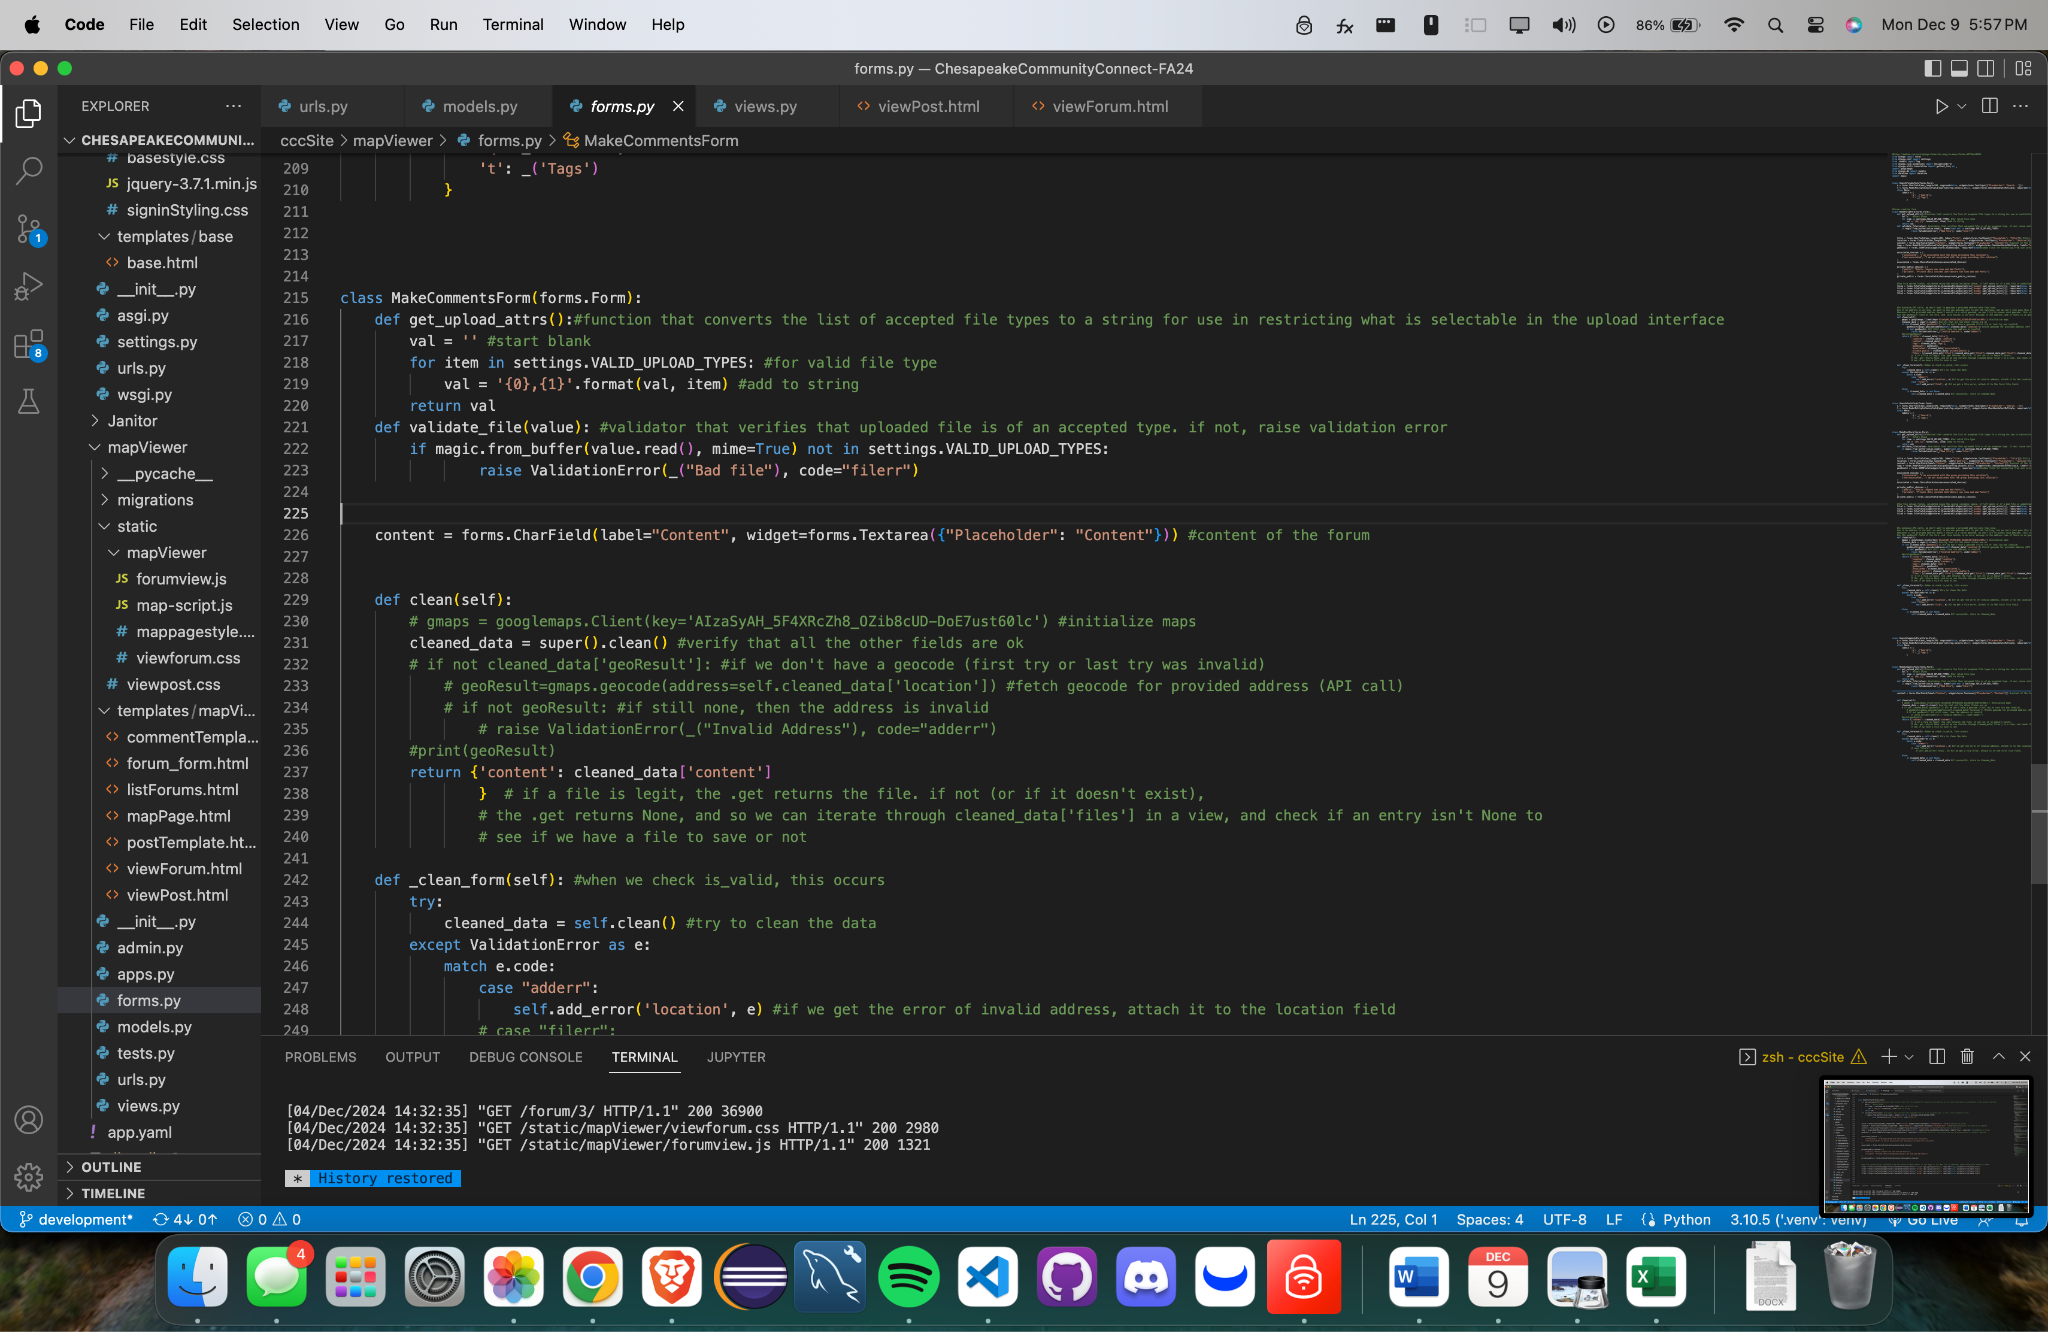 Code File Edit Selection View Go Run Terminal Window Help
86% Mon Dec 9 5:57 PM
forms.py — ChesapeakeCommunityConnect-FA24
EXPLORER
urls.py models.py forms.py views.py viewPost.html viewForum.html
CHESAPEAKECOMMUNI...
cccSite > mapViewer > forms.py > MakeCommentsForm
# basestyle.css
JS jquery-3.7.1.min.js
# signinStyling.css
templates/base
<> base.html
__init__.py
asgi.py
settings.py
urls.py
wsgi.py
Janitor
mapViewer
__pycache__
migrations
static
mapViewer
JS forumview.js
JS map-script.js
# mappagestyle....
# viewforum.css
# viewpost.css
templates/mapVi...
<> commentTempla...
<> forum_form.html
<> listForums.html
<> mapPage.html
<> postTemplate.ht...
<> viewForum.html
<> viewPost.html
__init__.py
admin.py
apps.py
forms.py
models.py
tests.py
urls.py
views.py
! app.yaml
OUTLINE
TIMELINE
1
8
209 't': _('Tags')
210 }
211
212
213
214
215 class MakeCommentsForm(forms.Form):
216 def get_upload_attrs():#function that converts the list of accepted file types to a string for use in restricting what is selectable in the upload interface
217 val = '' #start blank
218 for item in settings.VALID_UPLOAD_TYPES: #for valid file type
219 val = '{0},{1}'.format(val, item) #add to string
220 return val
221 def validate_file(value): #validator that verifies that uploaded file is of an accepted type. if not, raise validation error
222 if magic.from_buffer(value.read(), mime=True) not in settings.VALID_UPLOAD_TYPES:
223 raise ValidationError(_("Bad file"), code="filerr")
224
225
226 content = forms.CharField(label="Content", widget=forms.Textarea({"Placeholder": "Content"})) #content of the forum
227
228
229 def clean(self):
230 # gmaps = googlemaps.Client(key='AIzaSyAH_5F4XRcZh8_OZib8cUD-DoE7ust60lc') #initialize maps
231 cleaned_data = super().clean() #verify that all the other fields are ok
232 # if not cleaned_data['geoResult']: #if we don't have a geocode (first try or last try was invalid)
233 # geoResult=gmaps.geocode(address=self.cleaned_data['location']) #fetch geocode for provided address (API call)
234 # if not geoResult: #if still none, then the address is invalid
235 # raise ValidationError(_("Invalid Address"), code="adderr")
236 #print(geoResult)
237 return {'content': cleaned_data['content']
238 } # if a file is legit, the .get returns the file. if not (or if it doesn't exist),
239 # the .get returns None, and so we can iterate through cleaned_data['files'] in a view, and check if an entry isn't None to
240 # see if we have a file to save or not
241
242 def _clean_form(self): #when we check is_valid, this occurs
243 try:
244 cleaned_data = self.clean() #try to clean the data
245 except ValidationError as e:
246 match e.code:
247 case "adderr":
248 self.add_error('location', e) #if we get the error of invalid address, attach it to the location field
249 # case "filerr":
PROBLEMS OUTPUT DEBUG CONSOLE TERMINAL JUPYTER
zsh - cccSite
[04/Dec/2024 14:32:35] "GET /forum/3/ HTTP/1.1" 200 36900
[04/Dec/2024 14:32:35] "GET /static/mapViewer/viewforum.css HTTP/1.1" 200 2980
[04/Dec/2024 14:32:35] "GET /static/mapViewer/forumview.js HTTP/1.1" 200 1321
* History restored
development* 4↓ 0↑ 0 0
Ln 225, Col 1 Spaces: 4 UTF-8 LF Python 3.10.5 ('.venv': venv) Go Live
4
DEC
9
W
X
DOCX